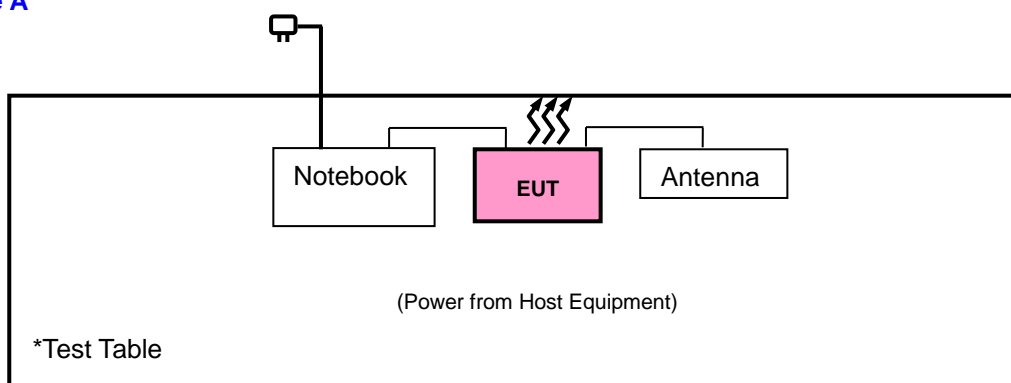 A
Notebook
EUT
Antenna
(Power from Host Equipment)
*Test Table